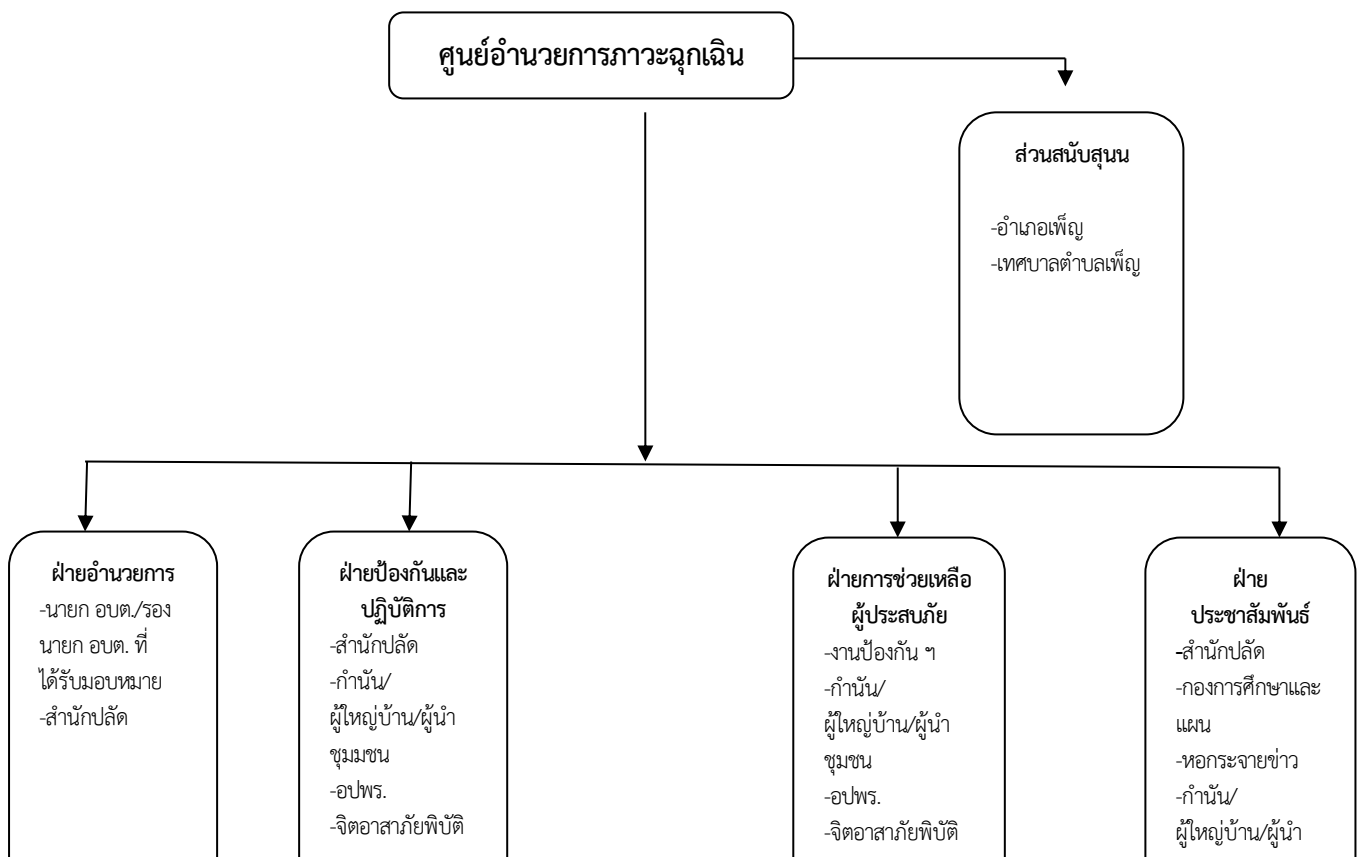 ศูนย์อำนวยการภาวะฉุกเฉิน
ส่วนสนับสุนน
-อำเภอเพ็ญ
-เทศบาลตำบลเพ็ญ
ฝ่ายอำนวยการ
-นายก อบต./รอง
นายก อบต. ที่
ได้รับมอบหมาย
-สำนักปลัด
ฝ่ายป้องกันและ
ปฏิบัติการ
-สำนักปลัด
-กำนัน/
ผู้ใหญ่บ้าน/ผู้นำ
ชุมมชน
-อปพร.
-จิตอาสาภัยพิบัติ
ฝ่ายการช่วยเหลือ
ผู้ประสบภัย
-งานป้องกัน ฯ
-กำนัน/
ผู้ใหญ่บ้าน/ผู้นำ
ชุมชน
-อปพร.
-จิตอาสาภัยพิบัติ
ฝ่าย
ประชาสัมพันธ์
-สำนักปลัด
-กองการศึกษาและ
แผน
-หอกระจายข่าว
-กำนัน/
ผู้ใหญ่บ้าน/ผู้นำ